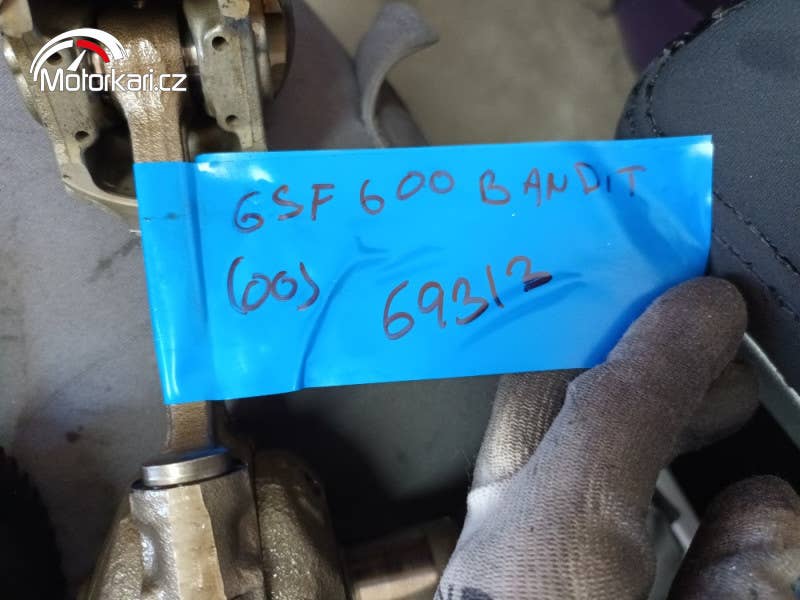 Motorkari.cz
GSF 600 BANDIT
(00) 69312